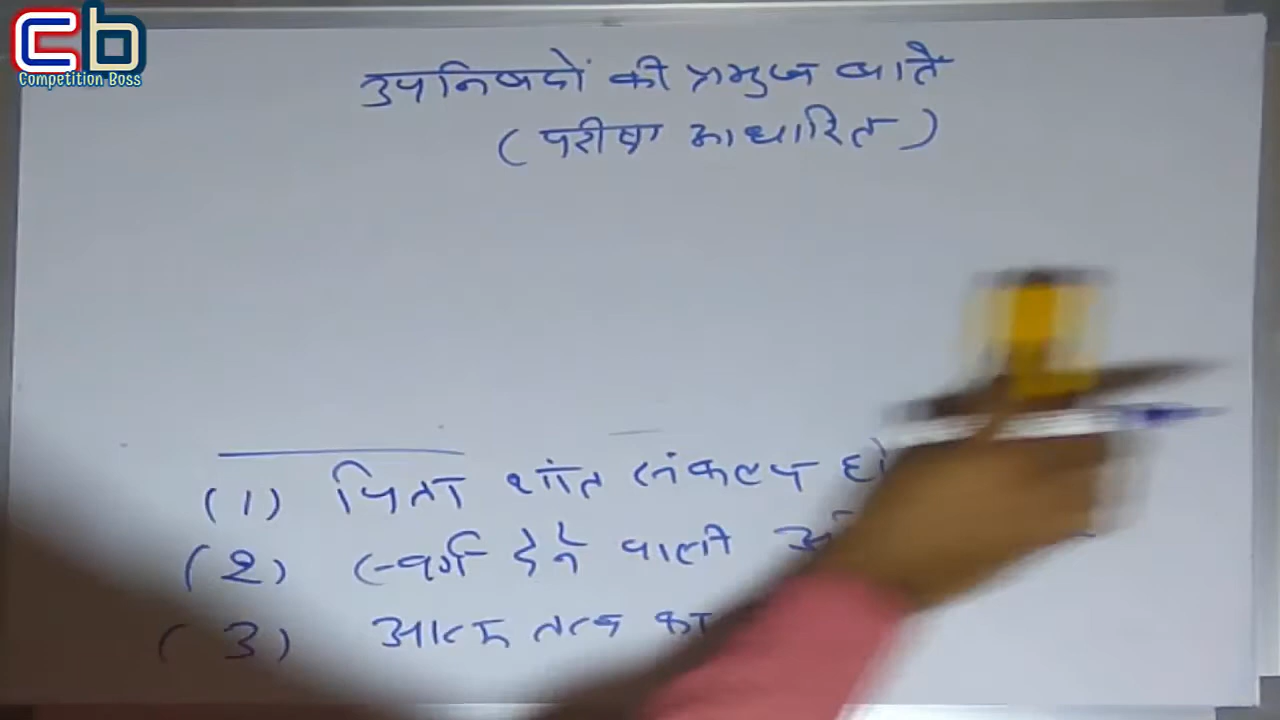 Cb
Competition Boss
उपनिषदों की प्रमुख बातें
(परीक्षा आधारित)
(1) पिता शांत संकल्प
(2) स्वर्ग देने वाली
(3) आत्म तत्व का